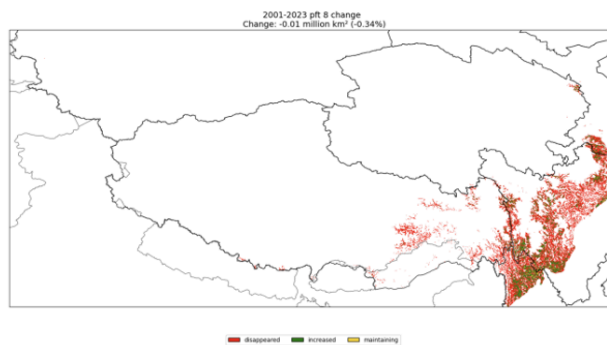 2001-2023 pft 8 change
Change: -0.01 million km² (-0.34%)
disappeared increased maintaining